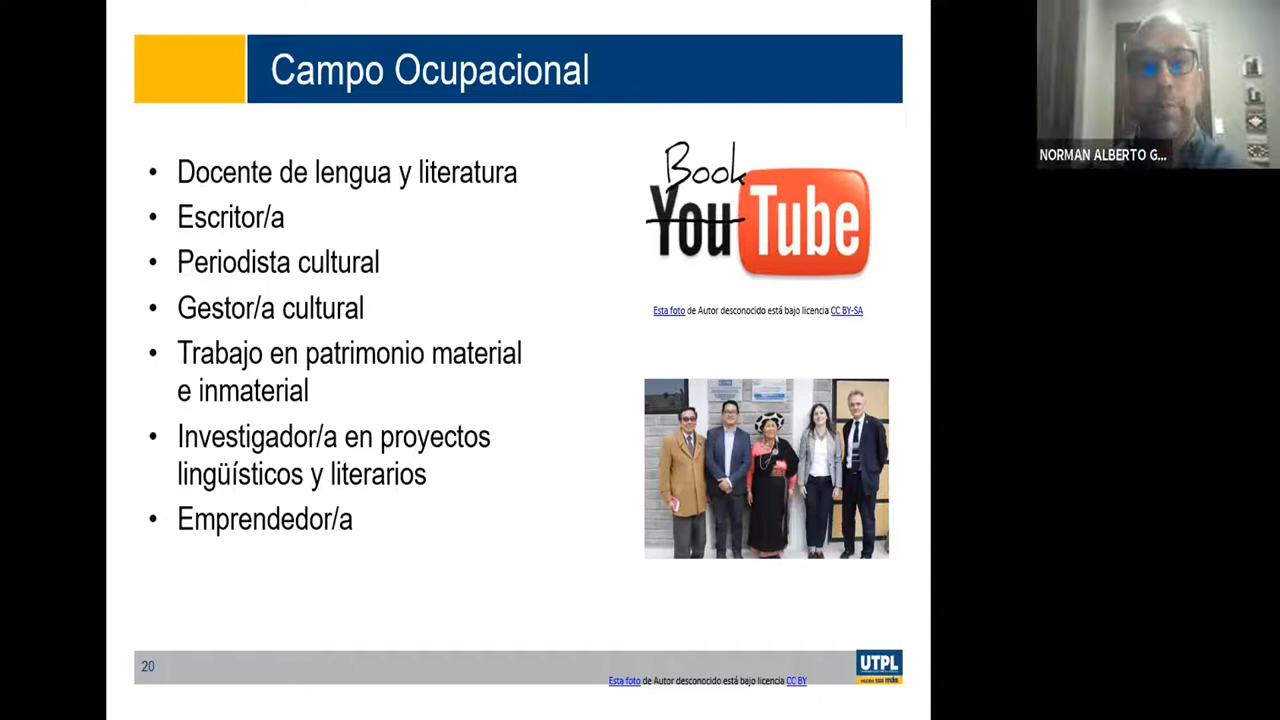 Campo Ocupacional
• Docente de lengua y literatura
• Escritor/a
• Periodista cultural
• Gestor/a cultural
• Trabajo en patrimonio material
e inmaterial
• Investigador/a en proyectos
lingüísticos y literarios
• Emprendedor/a
Book
YouTube
Esta foto de Autor desconocido está bajo licencia CC BY-SA
20
UTPL
Esta foto de Autor desconocido está bajo licencia CC BY
NORMAN ALBERTO G...